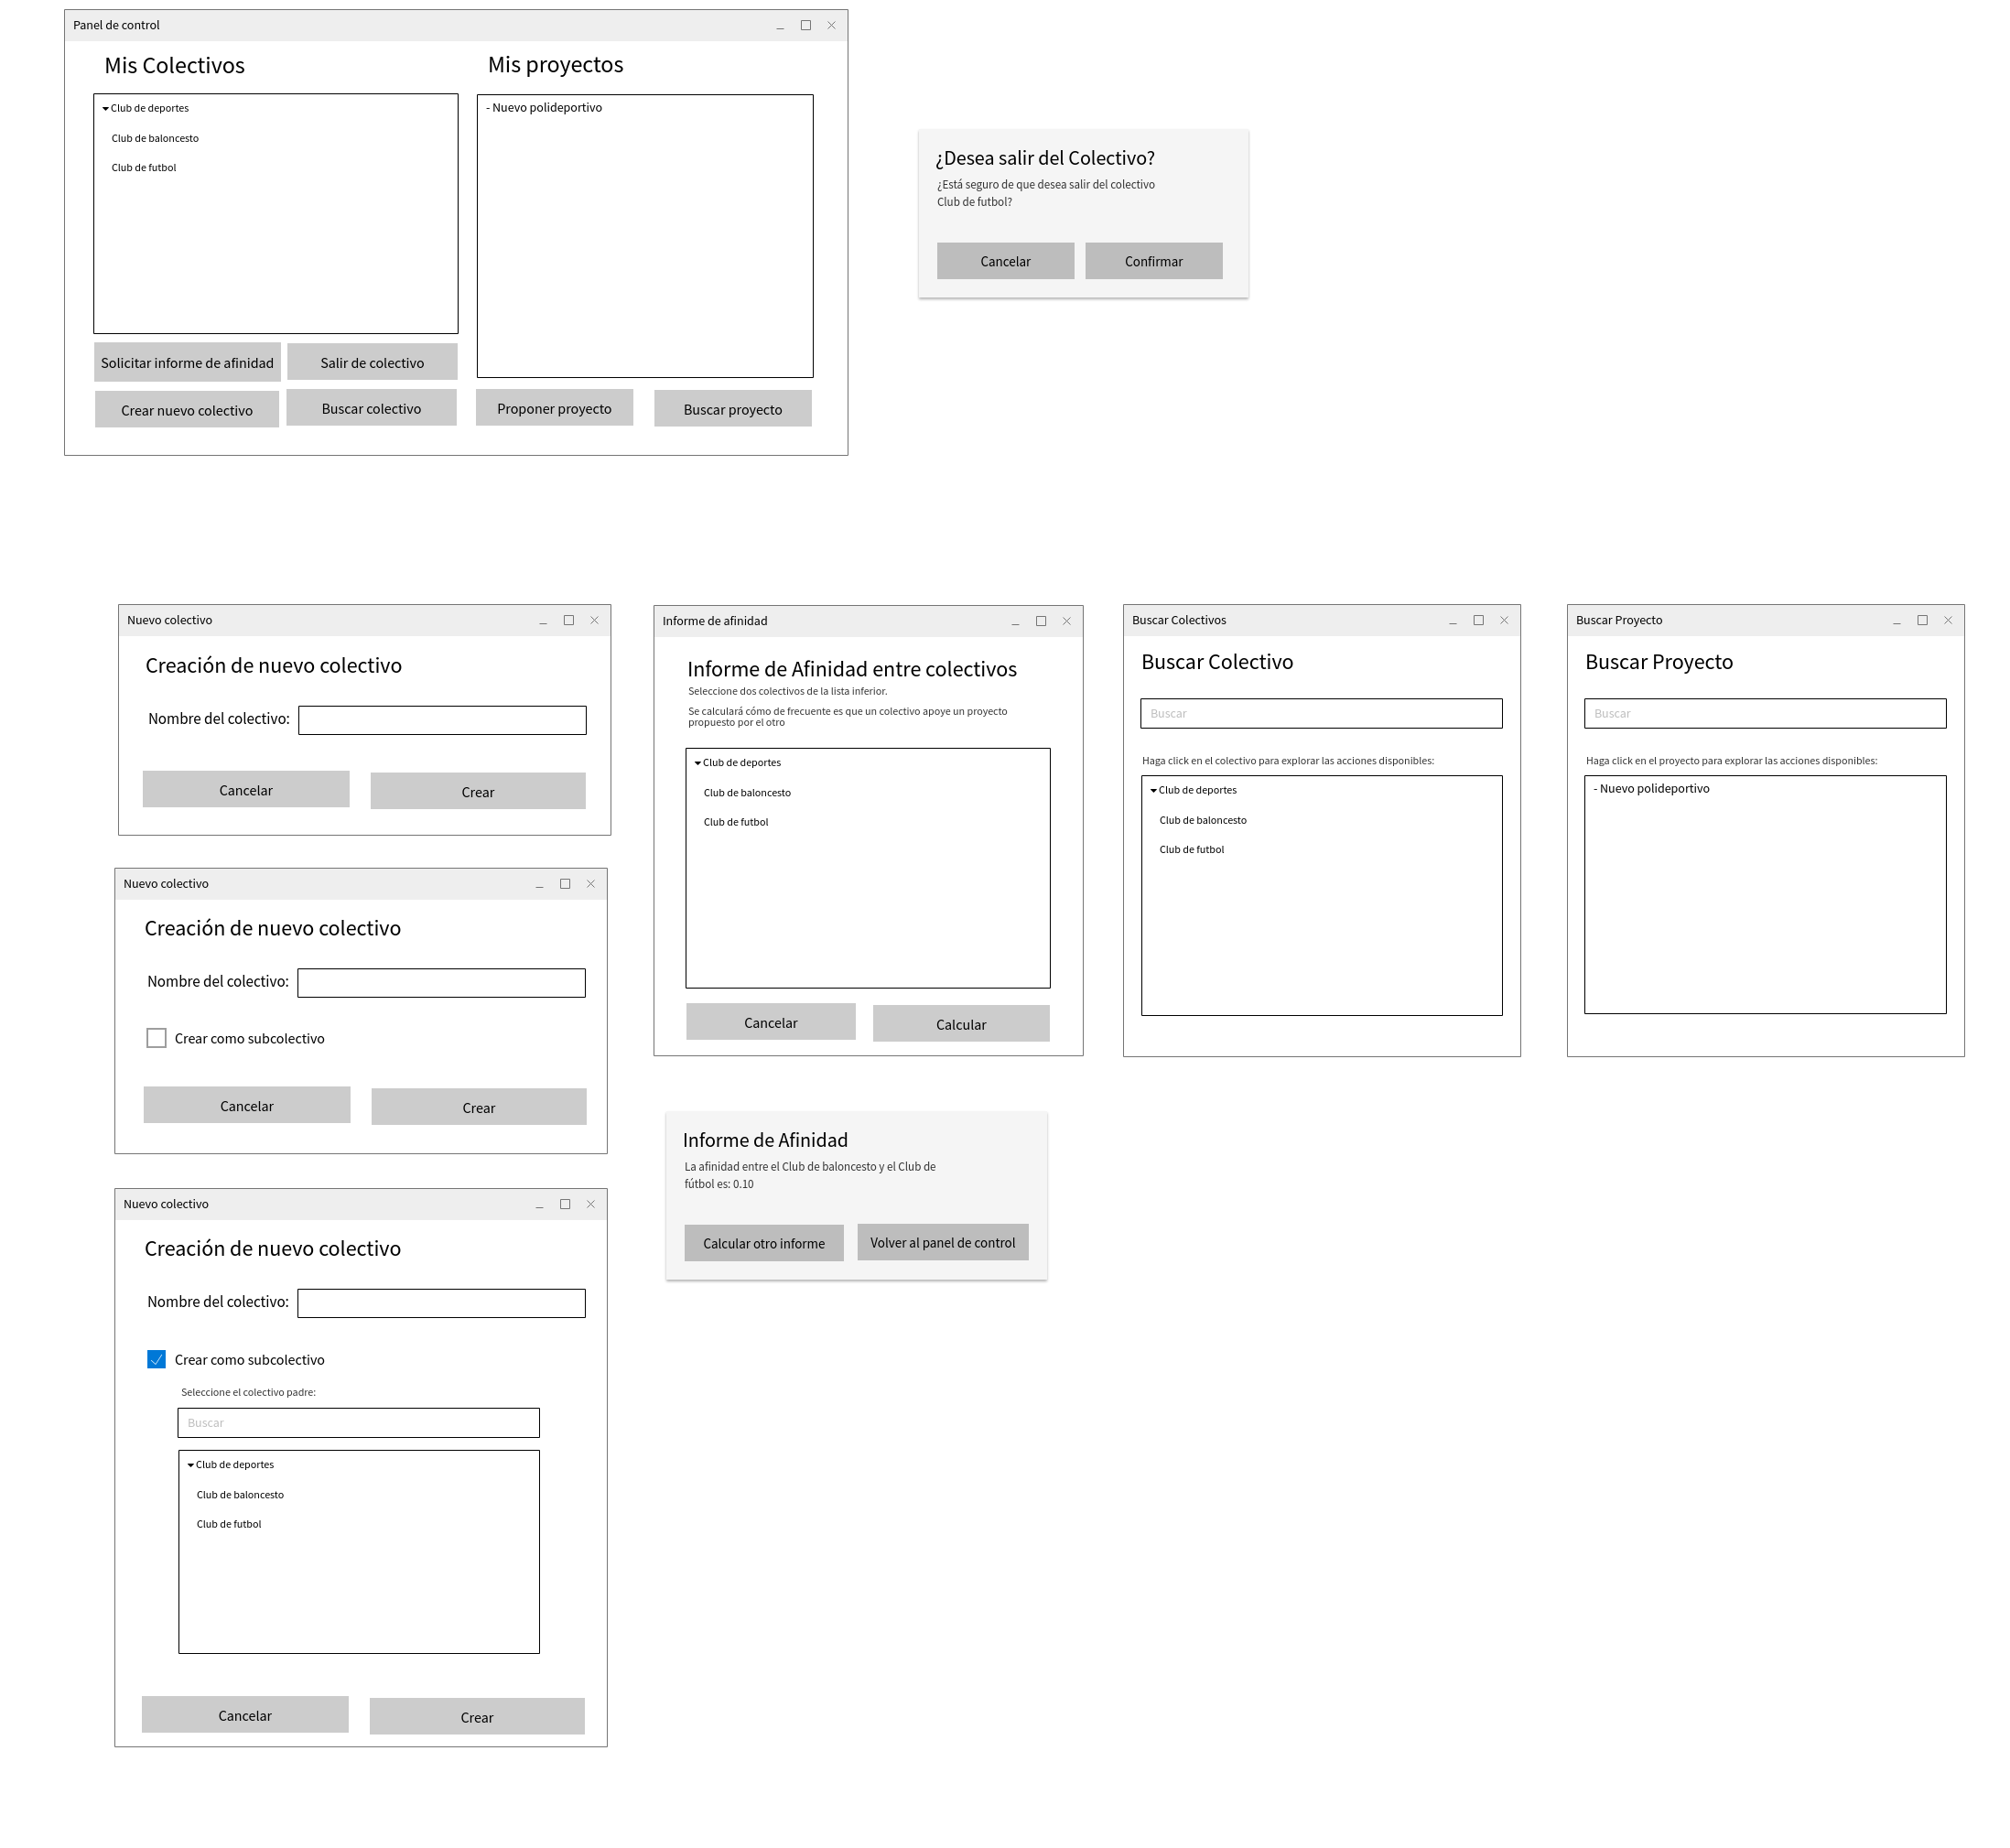 Panel de control
Mis Colectivos
Club de deportes
Club de baloncesto
Club de futbol
Solicitar informe de afinidad
Salir de colectivo
Crear nuevo colectivo
Buscar colectivo
Mis proyectos
- Nuevo polideportivo
Proponer proyecto
Buscar proyecto
¿Desea salir del Colectivo?
¿Está seguro de que desea salir del colectivo
Club de futbol?
Cancelar
Confirmar
Nuevo colectivo
Creación de nuevo colectivo
Nombre del colectivo:
Cancelar
Crear
Nuevo colectivo
Creación de nuevo colectivo
Nombre del colectivo:
Crear como subcolectivo
Cancelar
Crear
Nuevo colectivo
Creación de nuevo colectivo
Nombre del colectivo:
Crear como subcolectivo
Seleccione el colectivo padre:
Buscar
Club de deportes
Club de baloncesto
Club de futbol
Cancelar
Crear
Informe de afinidad
Informe de Afinidad entre colectivos
Seleccione dos colectivos de la lista inferior.
Se calculará cómo de frecuente es que un colectivo apoye un proyecto
propuesto por el otro
Club de deportes
Club de baloncesto
Club de futbol
Cancelar
Calcular
Informe de Afinidad
La afinidad entre el Club de baloncesto y el Club de
fútbol es: 0.10
Calcular otro informe
Volver al panel de control
Buscar Colectivos
Buscar Colectivo
Buscar
Haga click en el colectivo para explorar las acciones disponibles:
Club de deportes
Club de baloncesto
Club de futbol
Buscar Proyecto
Buscar Proyecto
Buscar
Haga click en el proyecto para explorar las acciones disponibles:
- Nuevo polideportivo